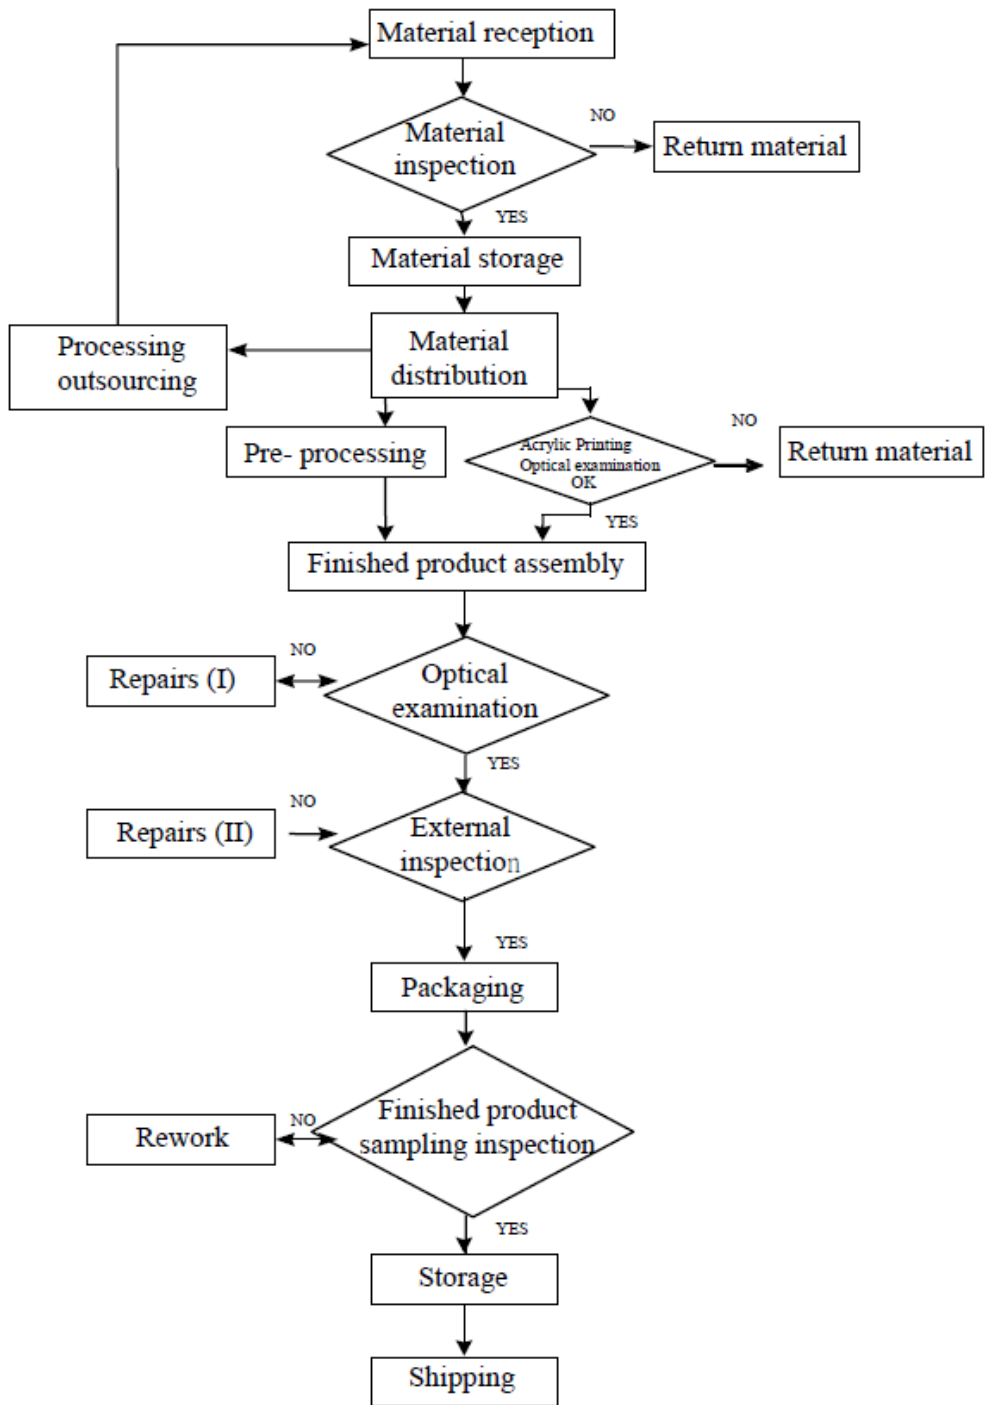 Material reception
Material
inspection
NO
Return material
YES
Material storage
Material
distribution
Processing
outsourcing
Pre- processing
Acrylic Printing
Optical examination
OK
NO
Return material
YES
Finished product assembly
Repairs (I)
NO
Optical
examination
YES
Repairs (II)
NO
External
inspection
YES
Packaging
Rework
NO
Finished product
sampling inspection
YES
Storage
Shipping